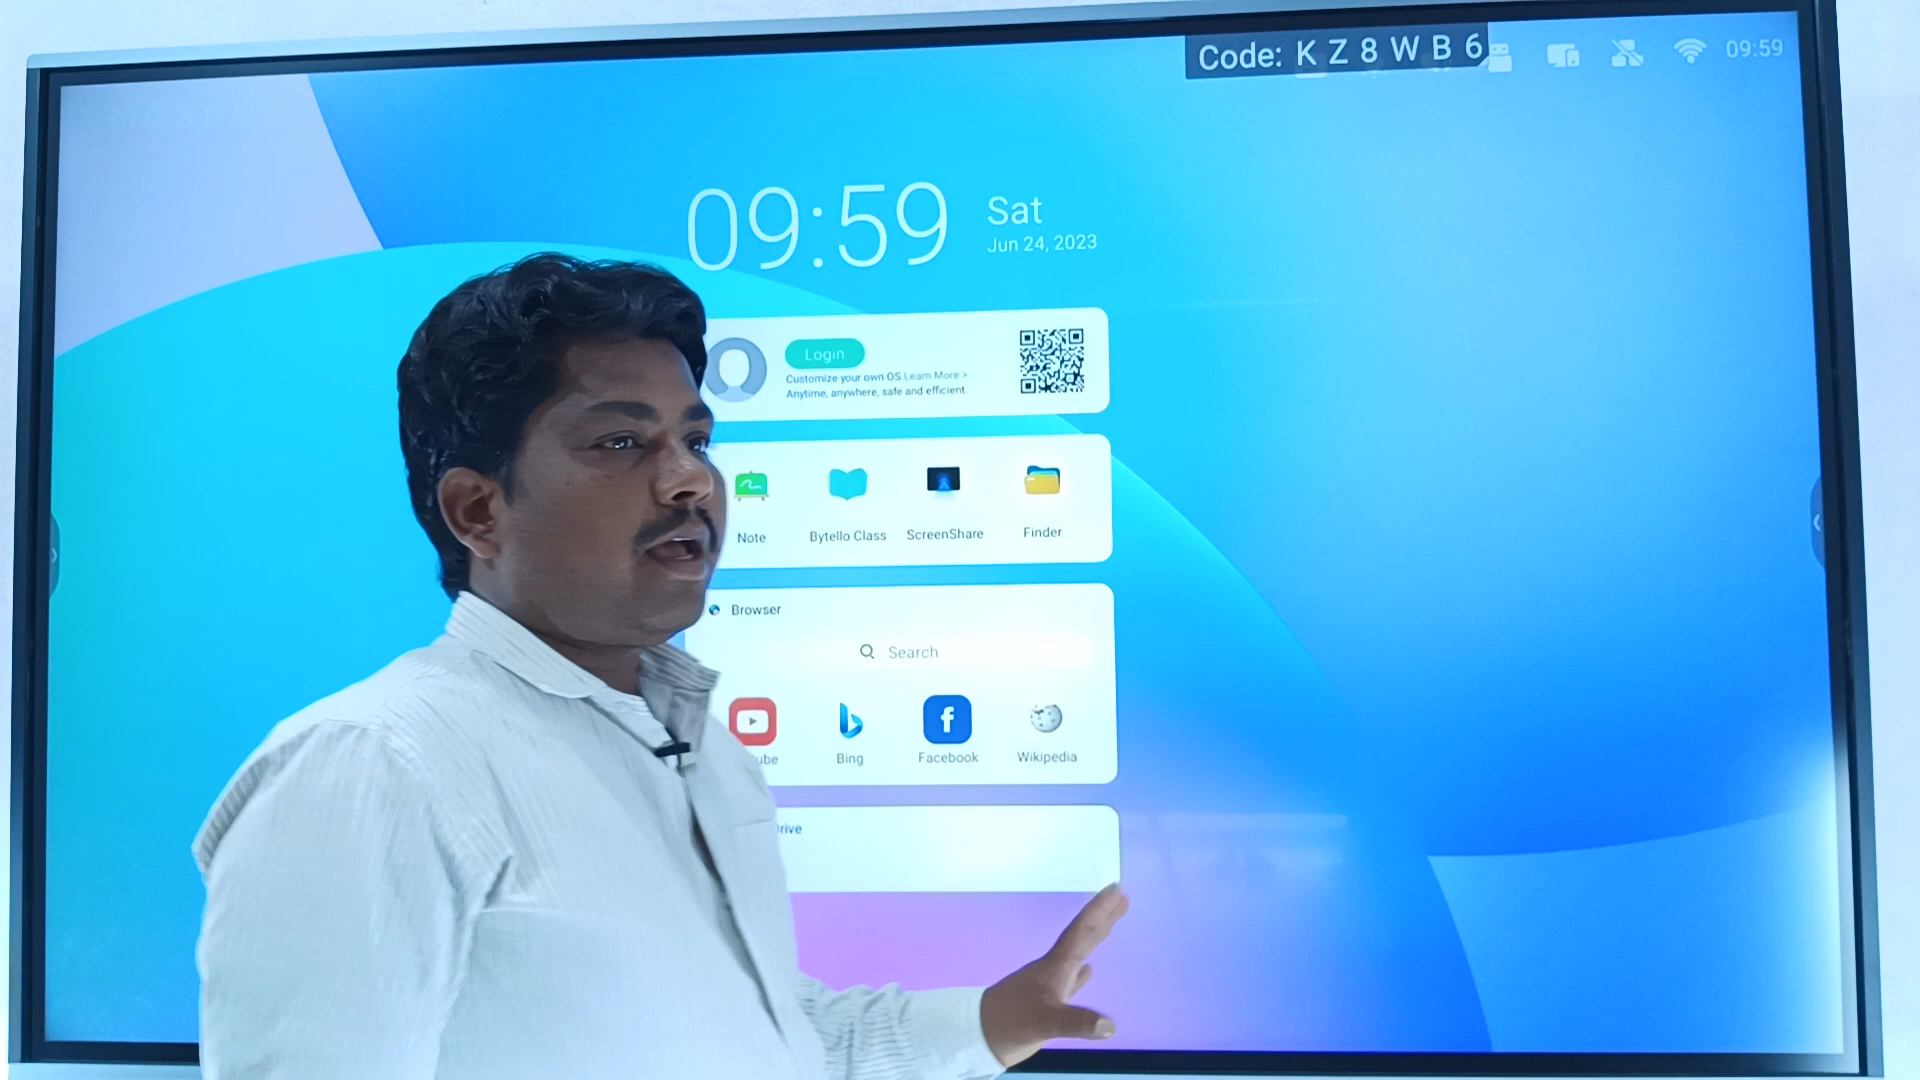 Code: K Z 8 W B 6
09:59
09:59
Sat
Jun 24, 2023
Login
Customize your own OS Learn More >
Anytime, anywhere, safe and efficient.
Note Bytello Class ScreenShare Finder
Browser
Search
ube Bing Facebook Wikipedia
rive